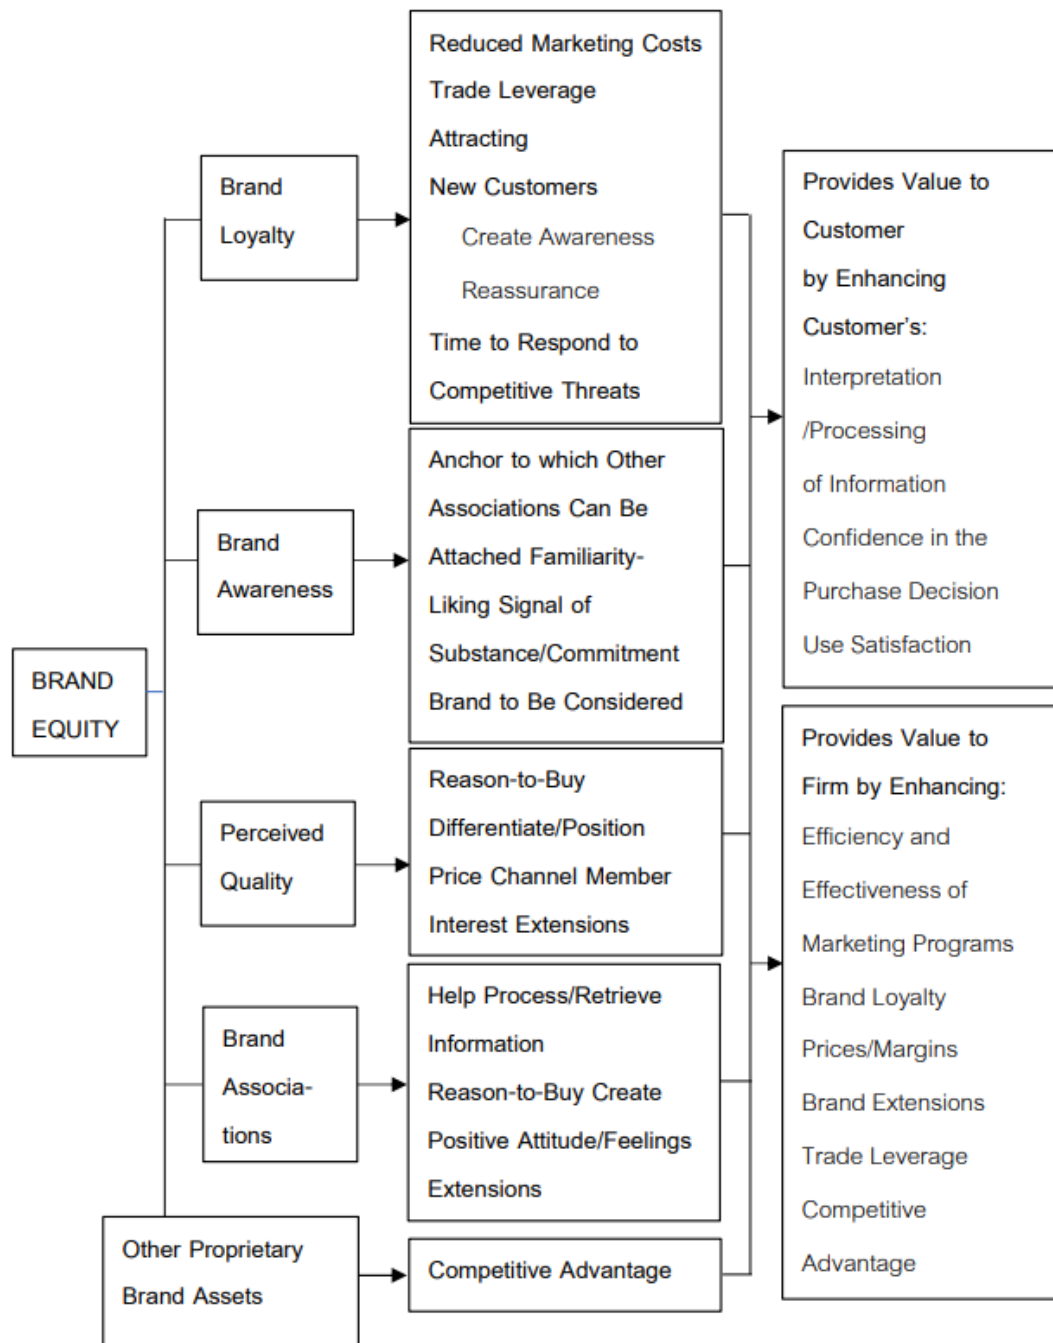 BRAND
EQUITY
Brand
Loyalty
Reduced Marketing Costs
Trade Leverage
Attracting
New Customers
Create Awareness
Reassurance
Time to Respond to
Competitive Threats
Brand
Awareness
Anchor to which Other
Associations Can Be
Attached Familiarity-
Liking Signal of
Substance/Commitment
Brand to Be Considered
Perceived
Quality
Reason-to-Buy
Differentiate/Position
Price Channel Member
Interest Extensions
Brand
Associa-
tions
Help Process/Retrieve
Information
Reason-to-Buy Create
Positive Attitude/Feelings
Extensions
Other Proprietary
Brand Assets
Competitive Advantage
Provides Value to
Customer
by Enhancing
Customer’s:
Interpretation
/Processing
of Information
Confidence in the
Purchase Decision
Use Satisfaction
Provides Value to
Firm by Enhancing:
Efficiency and
Effectiveness of
Marketing Programs
Brand Loyalty
Prices/Margins
Brand Extensions
Trade Leverage
Competitive
Advantage